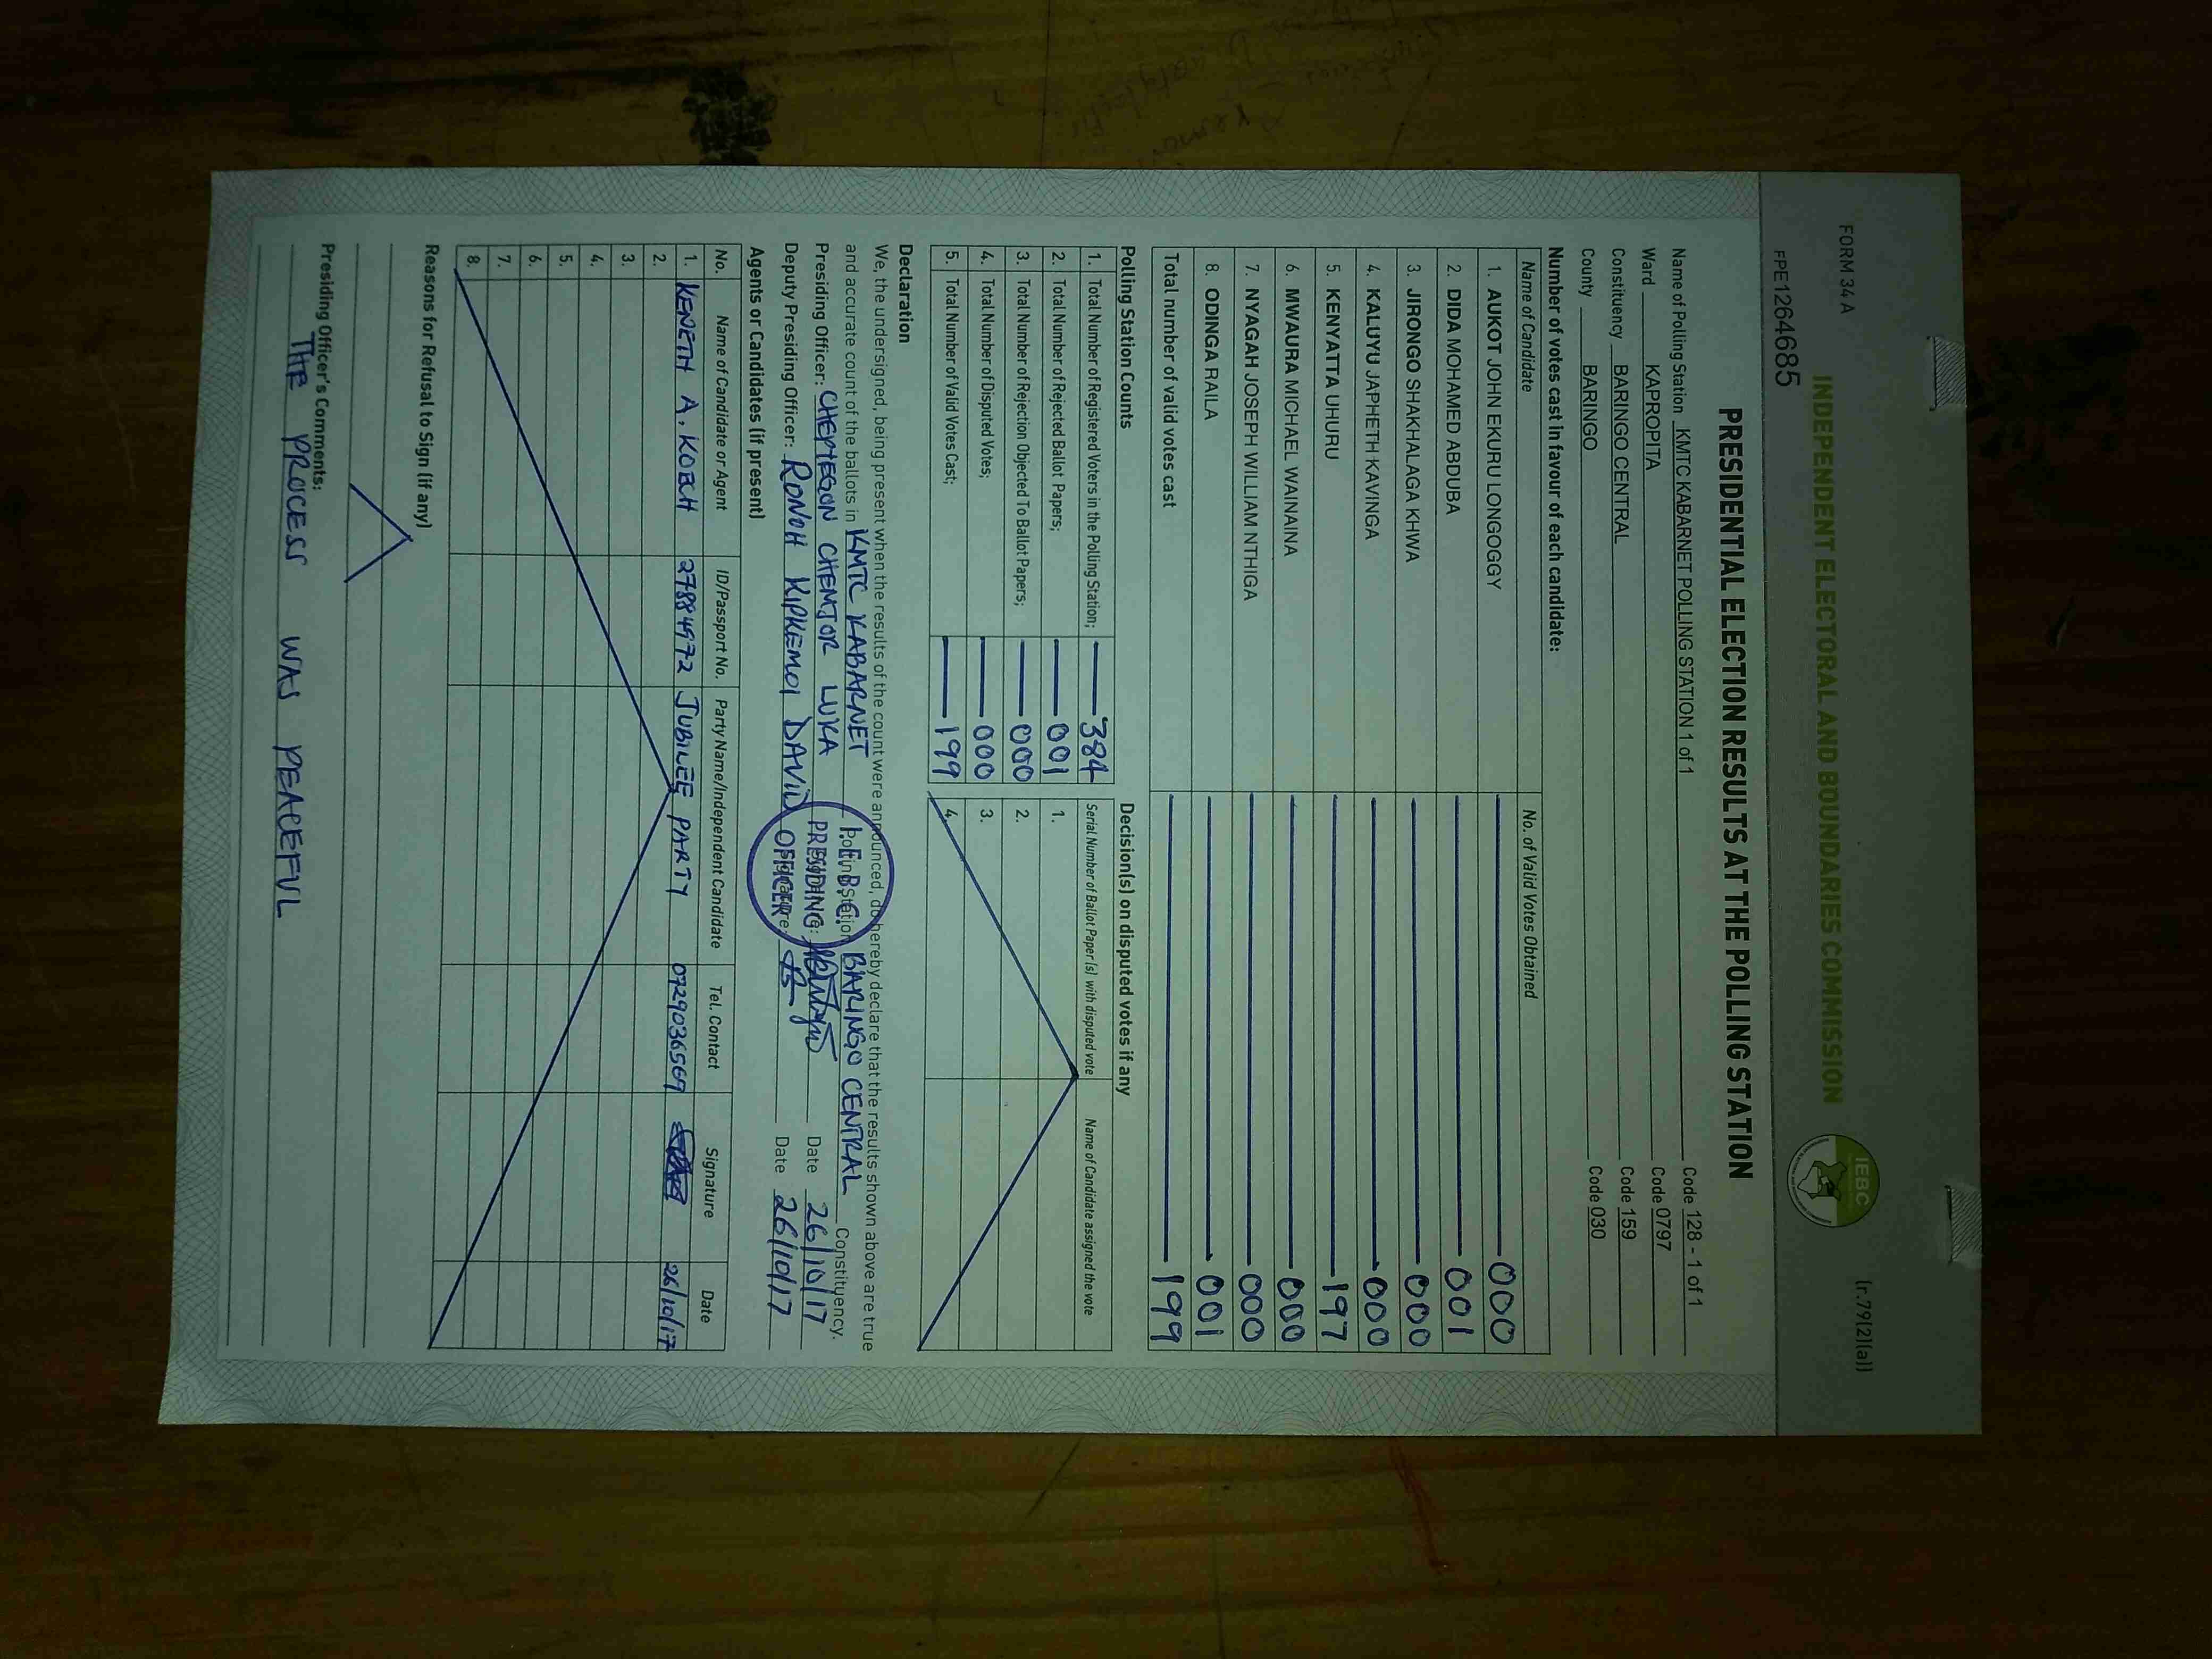 FORM 34 A
(r.79(2)(a))
INDEPENDENT ELECTORAL AND BOUNDARIES COMMISSION
IEBC
FPE1264685
PRESIDENTIAL ELECTION RESULTS AT THE POLLING STATION
Name of Polling Station KMTC KABARNET POLLING STATION 1 of 1 Code 128 - 1 of 1
Ward KAPROPITA Code 0797
Constituency BARINGO CENTRAL Code 159
County BARINGO Code 030
Number of votes cast in favour of each candidate:
Name of Candidate No. of Valid Votes Obtained
1. AUKOT JOHN EKURU LONGOGGY 000
2. DIDA MOHAMED ABDUBA 001
3. JIRONGO SHAKHALAGA KHWA 000
4. KALUYU JAPHETH KAVINGA 000
5. KENYATTA UHURU 197
6. MWAURA MICHAEL WAINAINA 000
7. NYAGAH JOSEPH WILLIAM NTHIGA 000
8. ODINGA RAILA 001
Total number of valid votes cast 199
Polling Station Counts
1. Total Number of Registered Voters in the Polling Station; 384
2. Total Number of Rejected Ballot Papers; 001
3. Total Number of Rejection Objected To Ballot Papers; 000
4. Total Number of Disputed Votes; 000
5. Total Number of Valid Votes Cast; 199
Decision(s) on disputed votes if any
Serial Number of Ballot Paper (s) with disputed vote Name of Candidate assigned the vote
1.
2.
3.
4.
Declaration
We, the undersigned, being present when the results of the count were announced, do hereby declare that the results shown above are true
and accurate count of the ballots in KMTC KABARNET Polling Station BARINGO CENTRAL Constituency.
Presiding Officer: CHEPTEGON CHEMJOR LUKA Date 26/10/17
Deputy Presiding Officer: RONOH KIPKEMOI DAVID Signature: Date 26/10/17
I.E.B.C.
PRESIDING
OFFICER
Agents or Candidates (if present)
No. Name of Candidate or Agent ID/Passport No. Party Name/Independent Candidate Tel. Contact Signature Date
1. KENETH A. KOECH 27884972 JUBILEE PARTY 0729036569 26/10/17
2.
3.
4.
5.
6.
7.
8.
Reasons for Refusal to Sign (if any)
Presiding Officer's Comments:
THE PROCESS WAS PEACEFUL